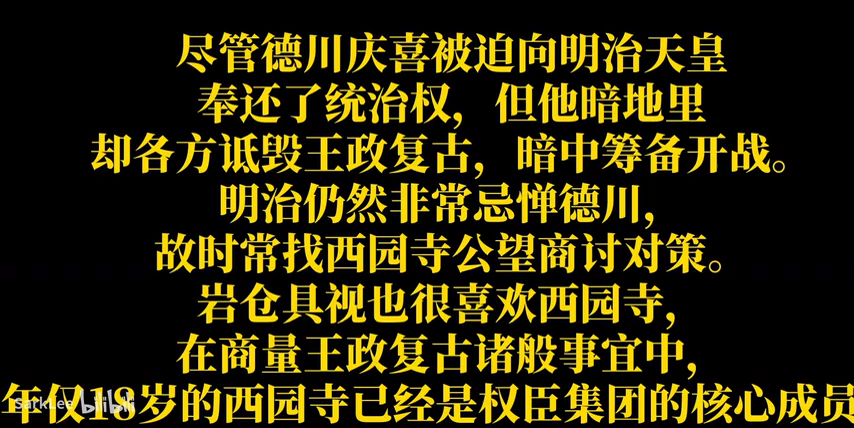 尽管德川庆喜被迫向明治天皇
奉还了统治权，但他暗地里
却各方诋毁王政复古，暗中筹备开战。
明治仍然非常忌惮德川，
故时常找西园寺公望商讨对策。
岩仓具视也很喜欢西园寺，
在商量王政复古诸般事宜中，
年仅18岁的西园寺已经是权臣集团的核心成员
bilibili